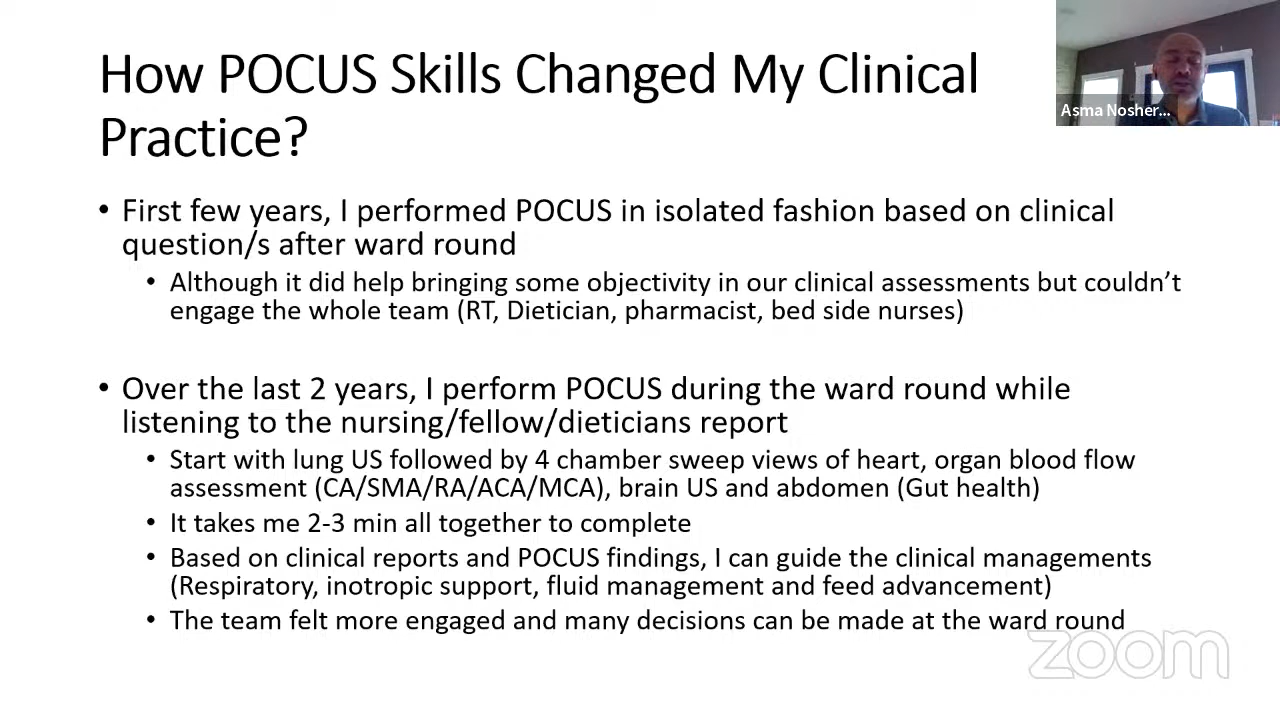 How POCUS Skills Changed My Clinical
Practice?
Asma Nosher...
• First few years, I performed POCUS in isolated fashion based on clinical
question/s after ward round
• Although it did help bringing some objectivity in our clinical assessments but couldn’t
engage the whole team (RT, Dietician, pharmacist, bed side nurses)
• Over the last 2 years, I perform POCUS during the ward round while
listening to the nursing/fellow/dieticians report
• Start with lung US followed by 4 chamber sweep views of heart, organ blood flow
assessment (CA/SMA/RA/ACA/MCA), brain US and abdomen (Gut health)
• It takes me 2-3 min all together to complete
• Based on clinical reports and POCUS findings, I can guide the clinical managements
(Respiratory, inotropic support, fluid management and feed advancement)
• The team felt more engaged and many decisions can be made at the ward round
zoom